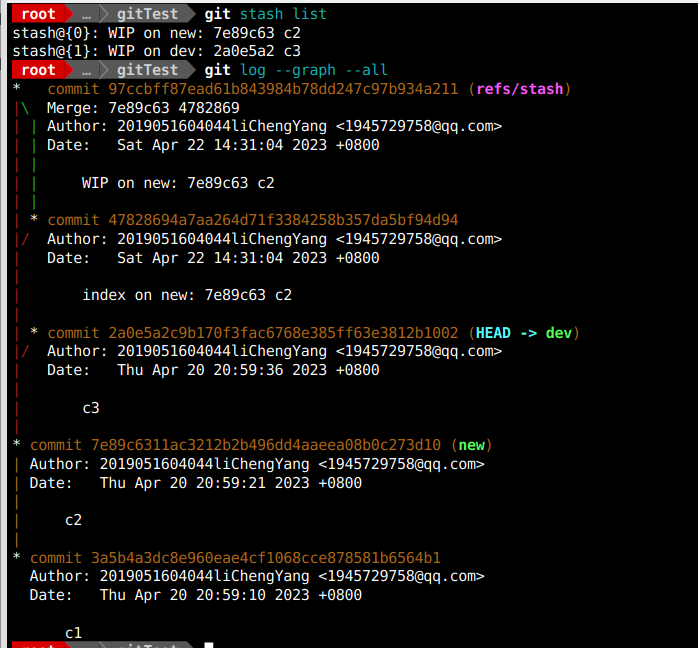 root … gitTest git stash list
stash@{0}: WIP on new: 7e89c63 c2
stash@{1}: WIP on dev: 2a0e5a2 c3
root … gitTest git log --graph --all
* commit 97ccbff87ead61b843984b78dd247c97b934a211 (refs/stash)
|\ Merge: 7e89c63 4782869
| | Author: 2019051604044liChengYang <1945729758@qq.com>
| | Date: Sat Apr 22 14:31:04 2023 +0800
| |
| | WIP on new: 7e89c63 c2
| |
| * commit 47828694a7aa264d71f3384258b357da5bf94d94
|/ Author: 2019051604044liChengYang <1945729758@qq.com>
| Date: Sat Apr 22 14:31:04 2023 +0800
|
| index on new: 7e89c63 c2
|
| * commit 2a0e5a2c9b170f3fac6768e385ff63e3812b1002 (HEAD -> dev)
|/ Author: 2019051604044liChengYang <1945729758@qq.com>
| Date: Thu Apr 20 20:59:36 2023 +0800
|
| c3
|
* commit 7e89c6311ac3212b2b496dd4aaeea08b0c273d10 (new)
| Author: 2019051604044liChengYang <1945729758@qq.com>
| Date: Thu Apr 20 20:59:21 2023 +0800
|
| c2
|
* commit 3a5b4a3dc8e960eae4cf1068cce878581b6564b1
Author: 2019051604044liChengYang <1945729758@qq.com>
Date: Thu Apr 20 20:59:10 2023 +0800
c1